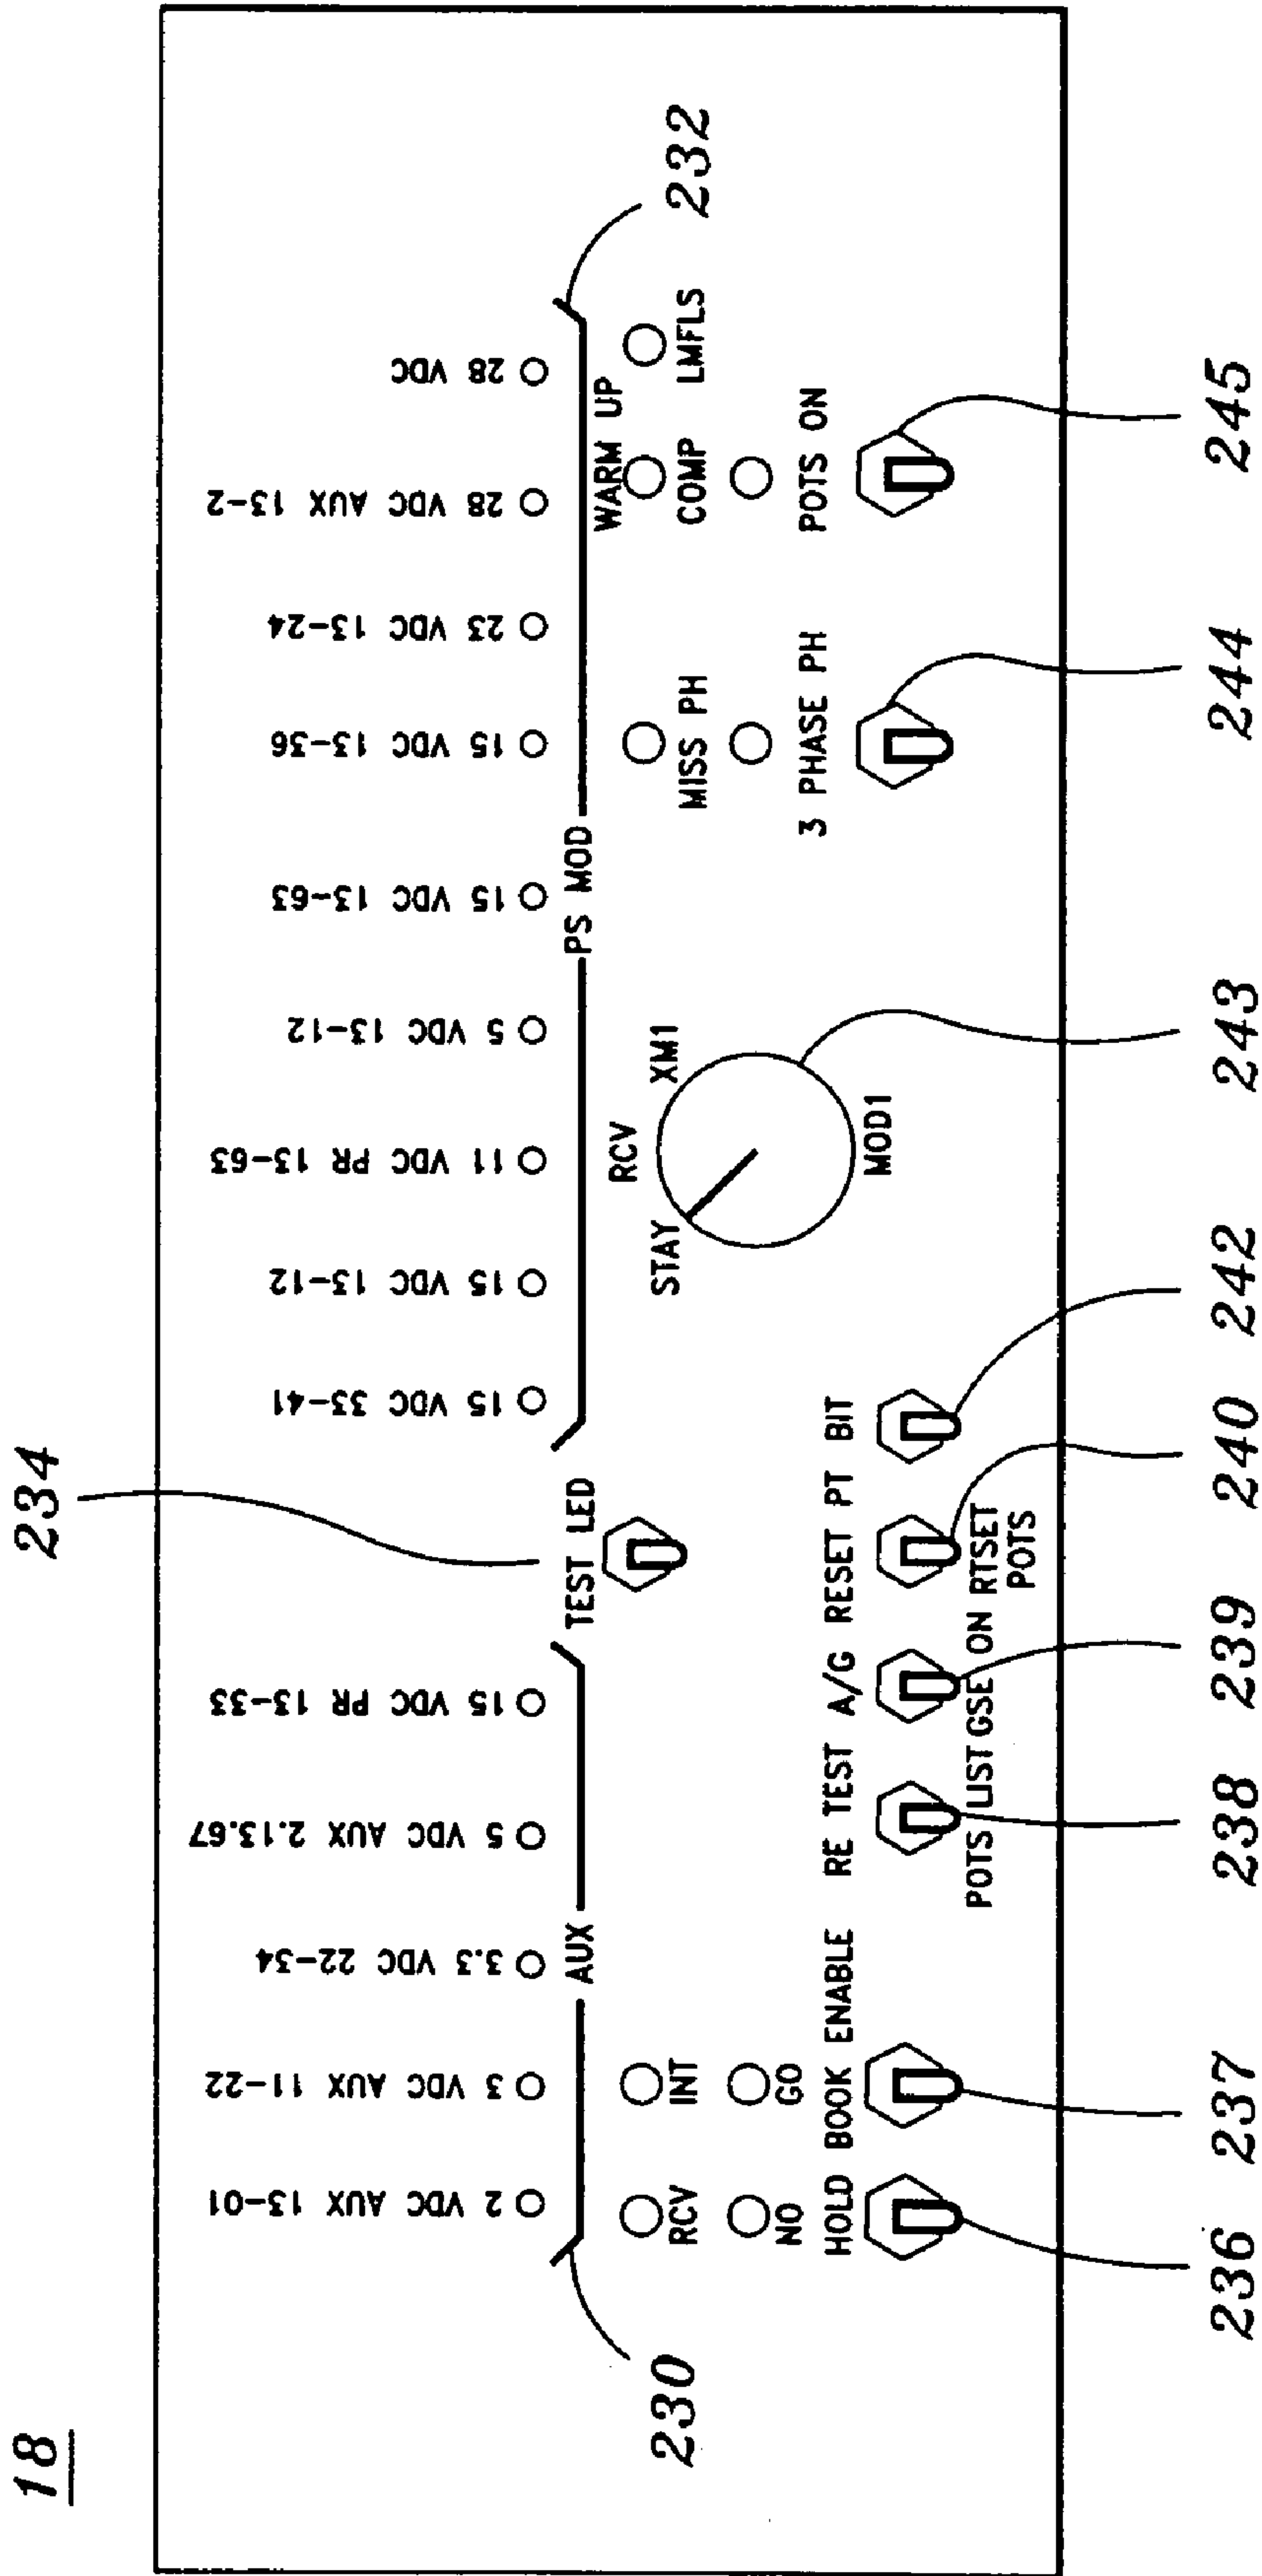 18
234
2 VDC AUX 13-01
3 VDC AUX 11-22
3.3 VDC 22-34
5 VDC AUX 2.13.67
15 VDC PR 13-33
15 VDC 33-41
15 VDC 13-12
11 VDC PR 13-63
5 VDC 13-12
15 VDC 13-63
15 VDC 13-36
23 VDC 13-24
28 VDC AUX 13-2
28 VDC
AUX
TEST LED
PS MOD
230
232
RCV
INT
NO
GO
STAY
RCV
XM1
MOD1
MISS PH
WARM UP
COMP
LMFLS
HOLD
BOOK ENABLE
RE TEST
A/G
RESET PT
BIT
3 PHASE PH
POTS ON
POTS LIST
GSE ON
RTSET
POTS
236
237
238
239
240
242
243
244
245